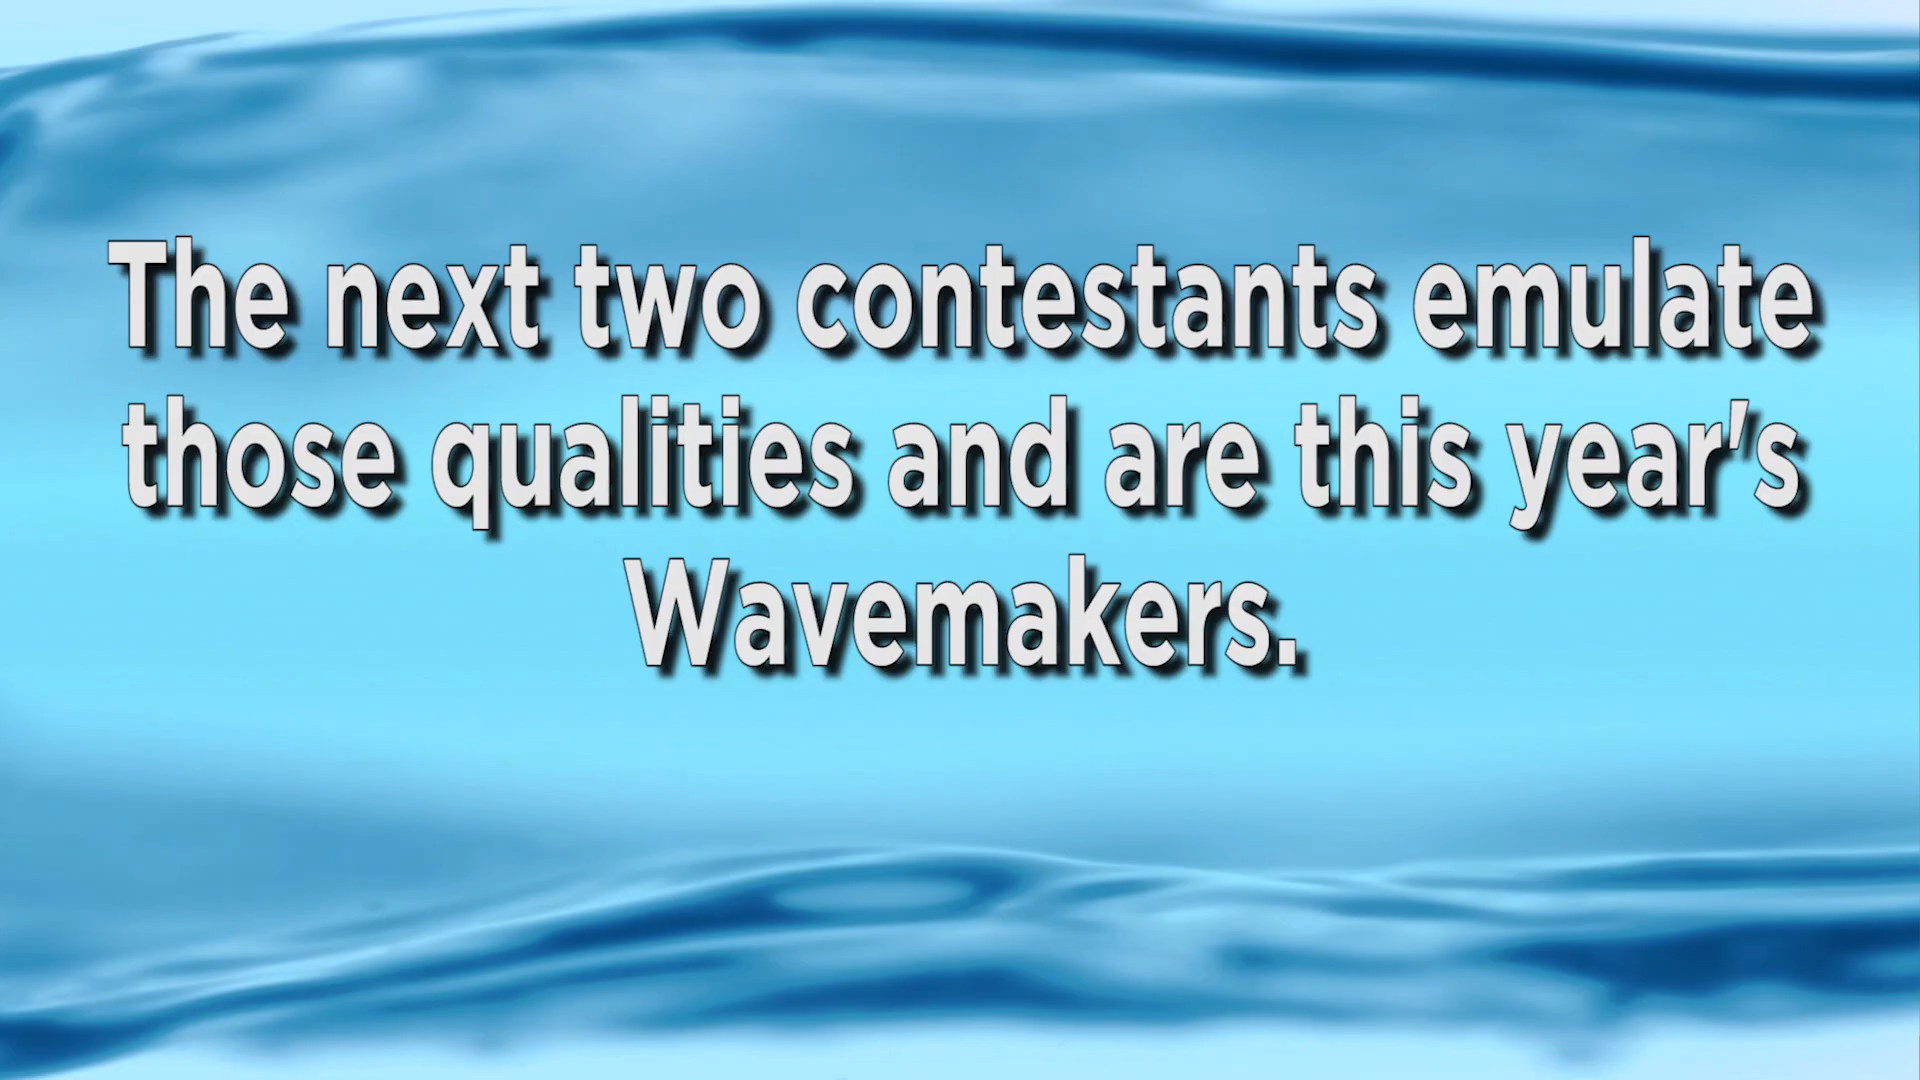 The next two contestants emulate
those qualities and are this year's
Wavemakers.